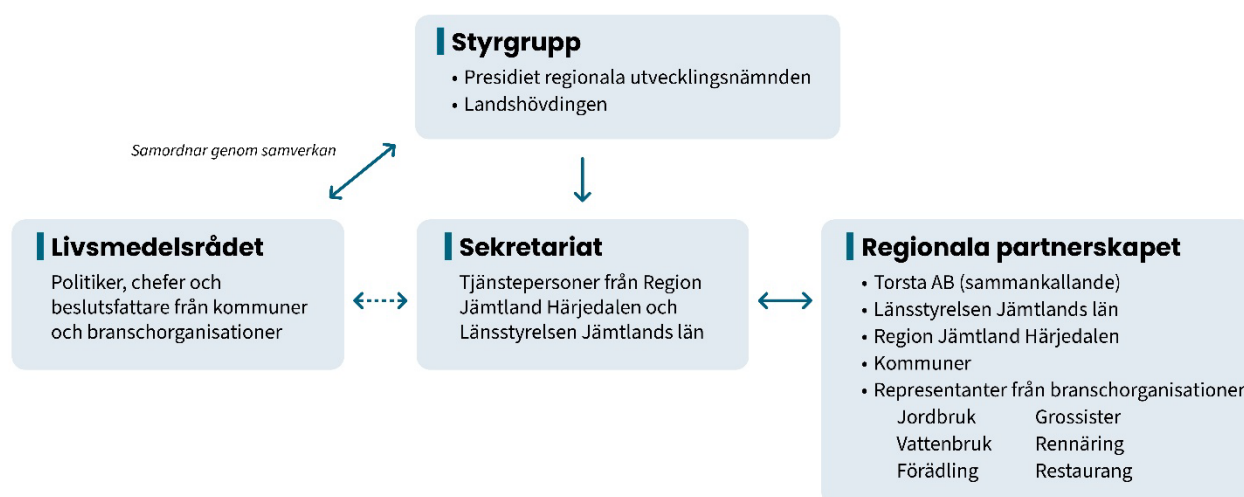 Styrgrupp
• Presidiet regionala utvecklingsnämnden
• Landshövdingen
Samordnar genom samverkan
Livsmedelsrådet
Politiker, chefer och
beslutsfattare från kommuner
och branschorganisationer
Sekretariat
Tjänstepersoner från Region
Jämtland Härjedalen och
Länsstyrelsen Jämtlands län
Regionala partnerskapet
• Torsta AB (sammankallande)
• Länsstyrelsen Jämtlands län
• Region Jämtland Härjedalen
• Kommuner
• Representanter från branschorganisationer
Jordbruk Grossister
Vattenbruk Rennäring
Förädling Restaurang